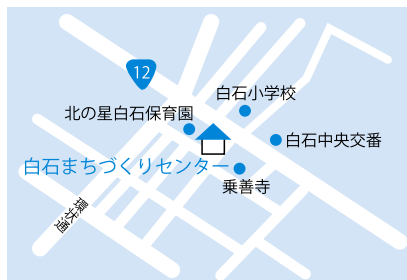 12
白石小学校
北の星白石保育園
白石中央交番
白石まちづくりセンター
乗善寺
環状通